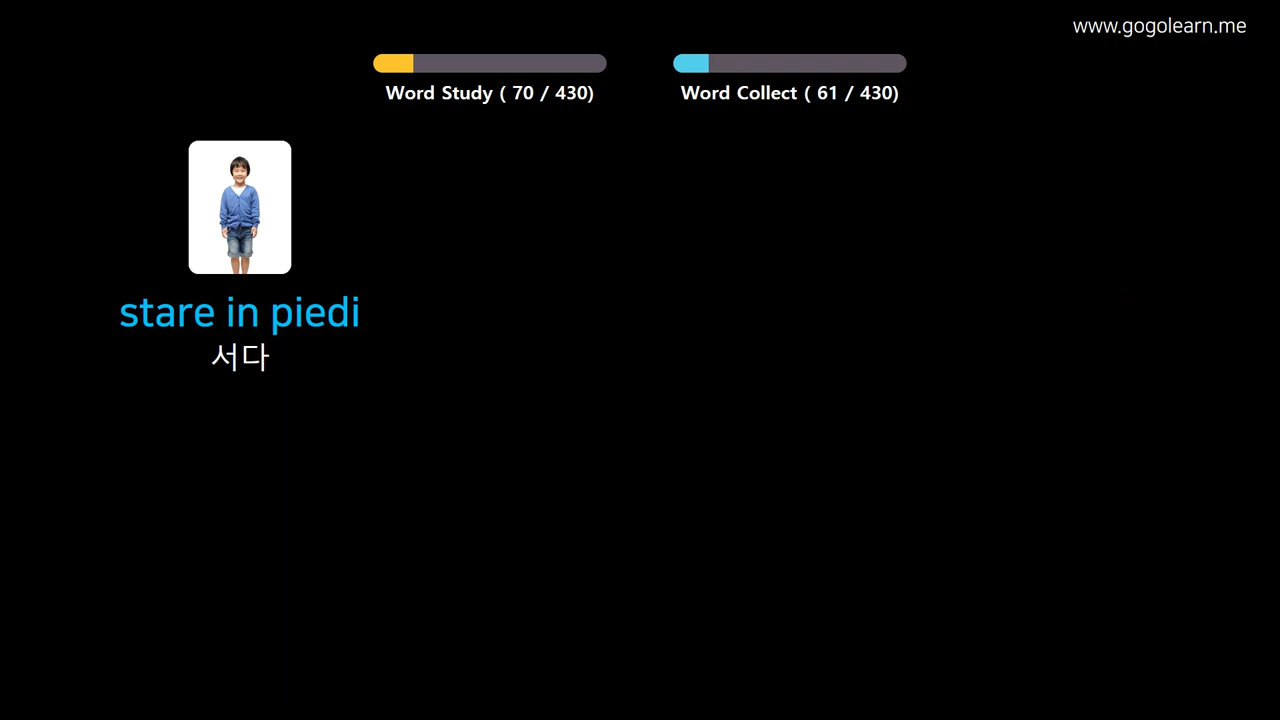 www.gogolearn.me
Word Study ( 70 / 430)
Word Collect ( 61 / 430)
stare in piedi
서다